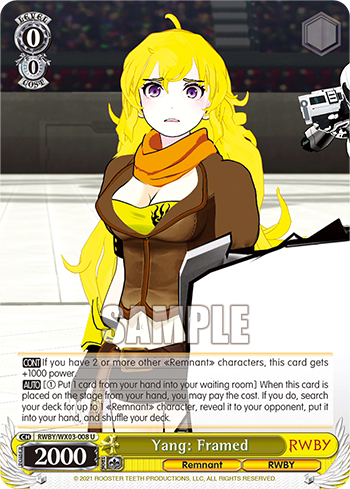 LEVEL
0
0
COST
SAMPLE
CONT If you have 2 or more other «Remnant» characters, this card gets
+1000 power.
AUTO [① Put 1 card from your hand into your waiting room] When this card is
placed on the stage from your hand, you may pay the cost. If you do, search
your deck for up to 1 «Remnant» character, reveal it to your opponent, put it
into your hand, and shuffle your deck.
CH RWBY/WX03-008 U
Yang: Framed RWBY
POWER 2000
Remnant RWBY
© 2021 ROOSTER TEETH PRODUCTIONS, LLC, ALL RIGHTS RESERVED.